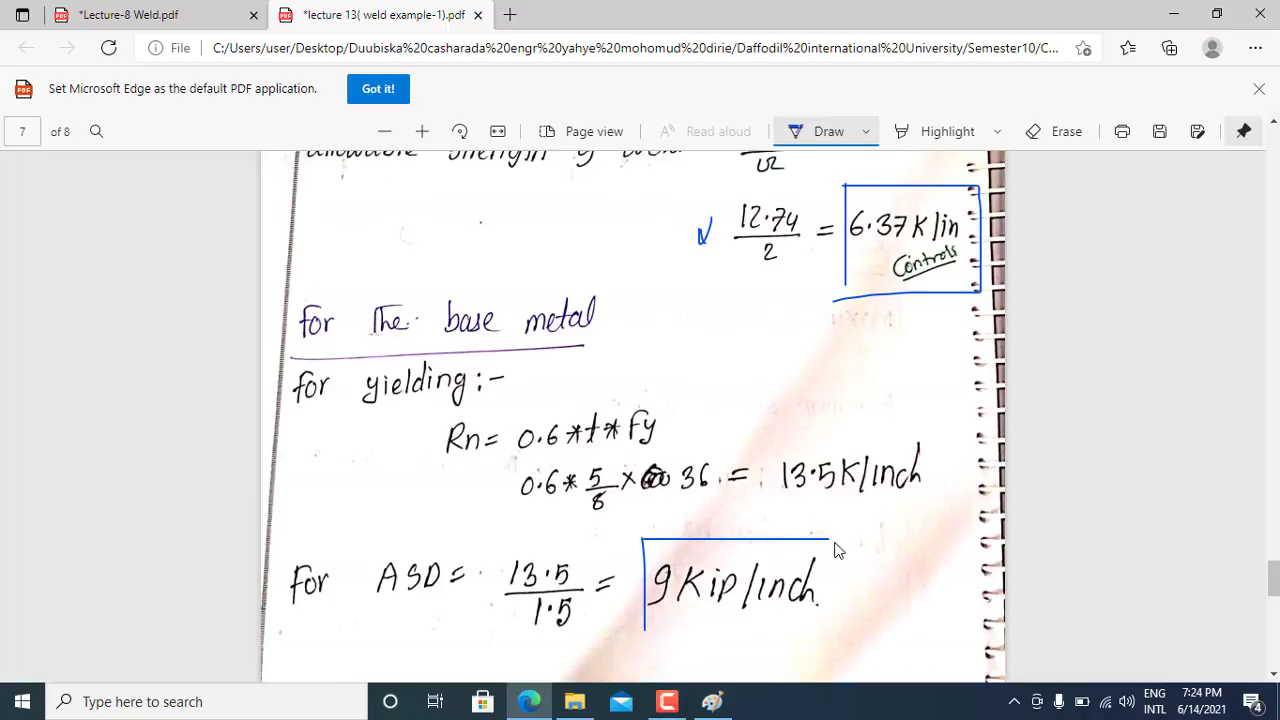 *Lecture-8 Weld.pdf
*lecture 13( weld example-1).pdf
File
C:/Users/user/Desktop/Duubiska%20casharada%20engr%20yahye%20mohomud%20dirie/Daffodil%20international%20University/Semester10/C...
Set Microsoft Edge as the default PDF application.
Got it!
7 of 8
Page view
Read aloud
Draw
Highlight
Erase
12.74
2
= 6.37 K/in
Controls
for The base metal
for yielding :-
Rn = 0.6 * t * fy
0.6 * 5/8 × 36 = 13.5 K/inch
For ASD = 13.5/1.5 = 9 Kip/inch.
Type here to search
ENG
INTL
7:24 PM
6/14/2021